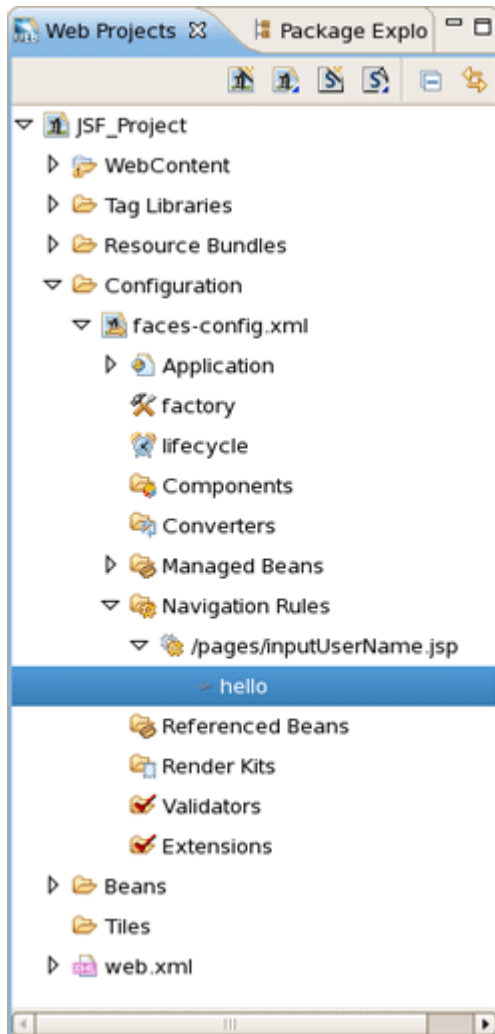 Web Projects Package Explo
JSF_Project
WebContent
Tag Libraries
Resource Bundles
Configuration
faces-config.xml
Application
factory
lifecycle
Components
Converters
Managed Beans
Navigation Rules
/pages/inputUserName.jsp
hello
Referenced Beans
Render Kits
Validators
Extensions
Beans
Tiles
web.xml